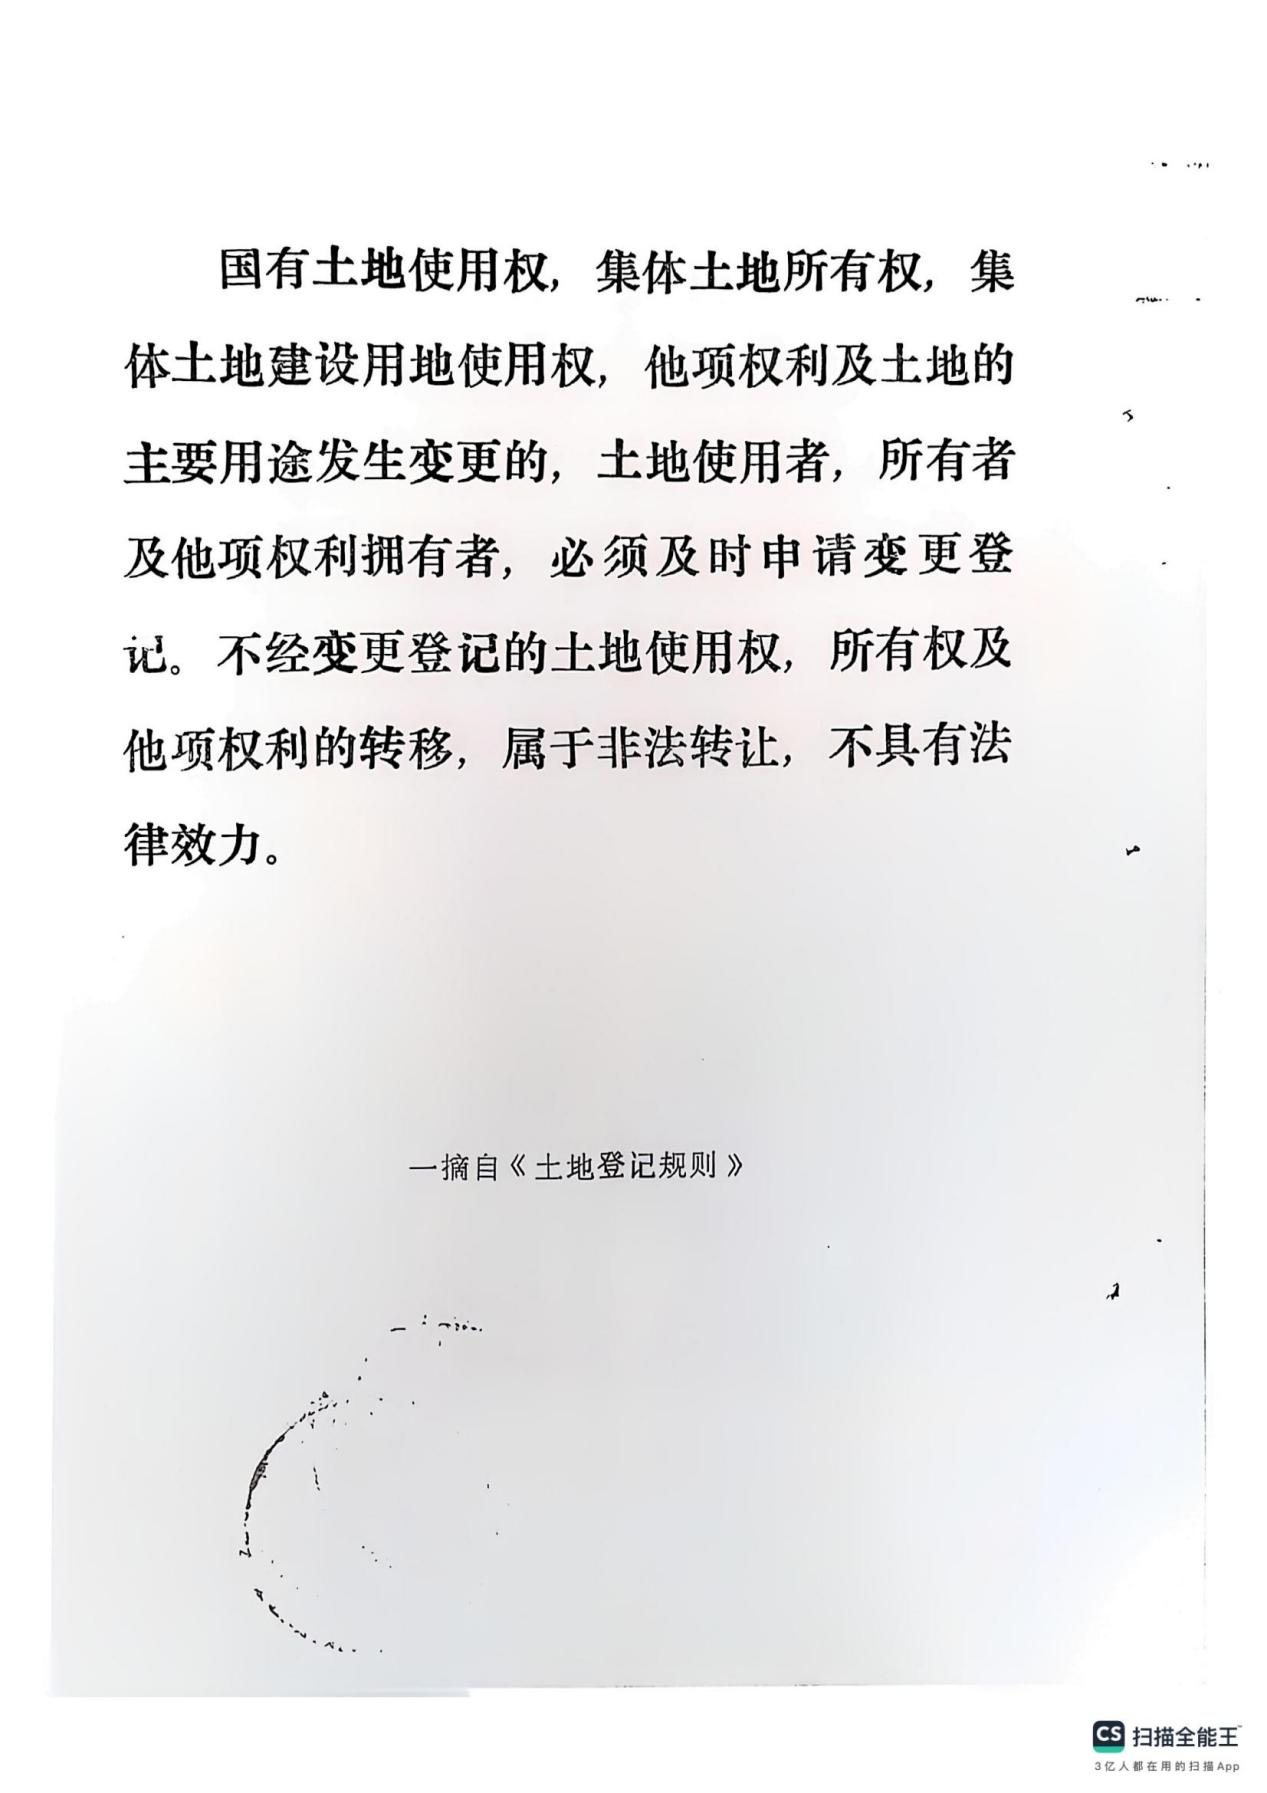 国有土地使用权，集体土地所有权，集
体土地建设用地使用权，他项权利及土地的
主要用途发生变更的，土地使用者，所有者
及他项权利拥有者，必须及时申请变更登
记。不经变更登记的土地使用权，所有权及
他项权利的转移，属于非法转让，不具有法
律效力。
一摘自《土地登记规则》
CS 扫描全能王
3亿人都在用的扫描App